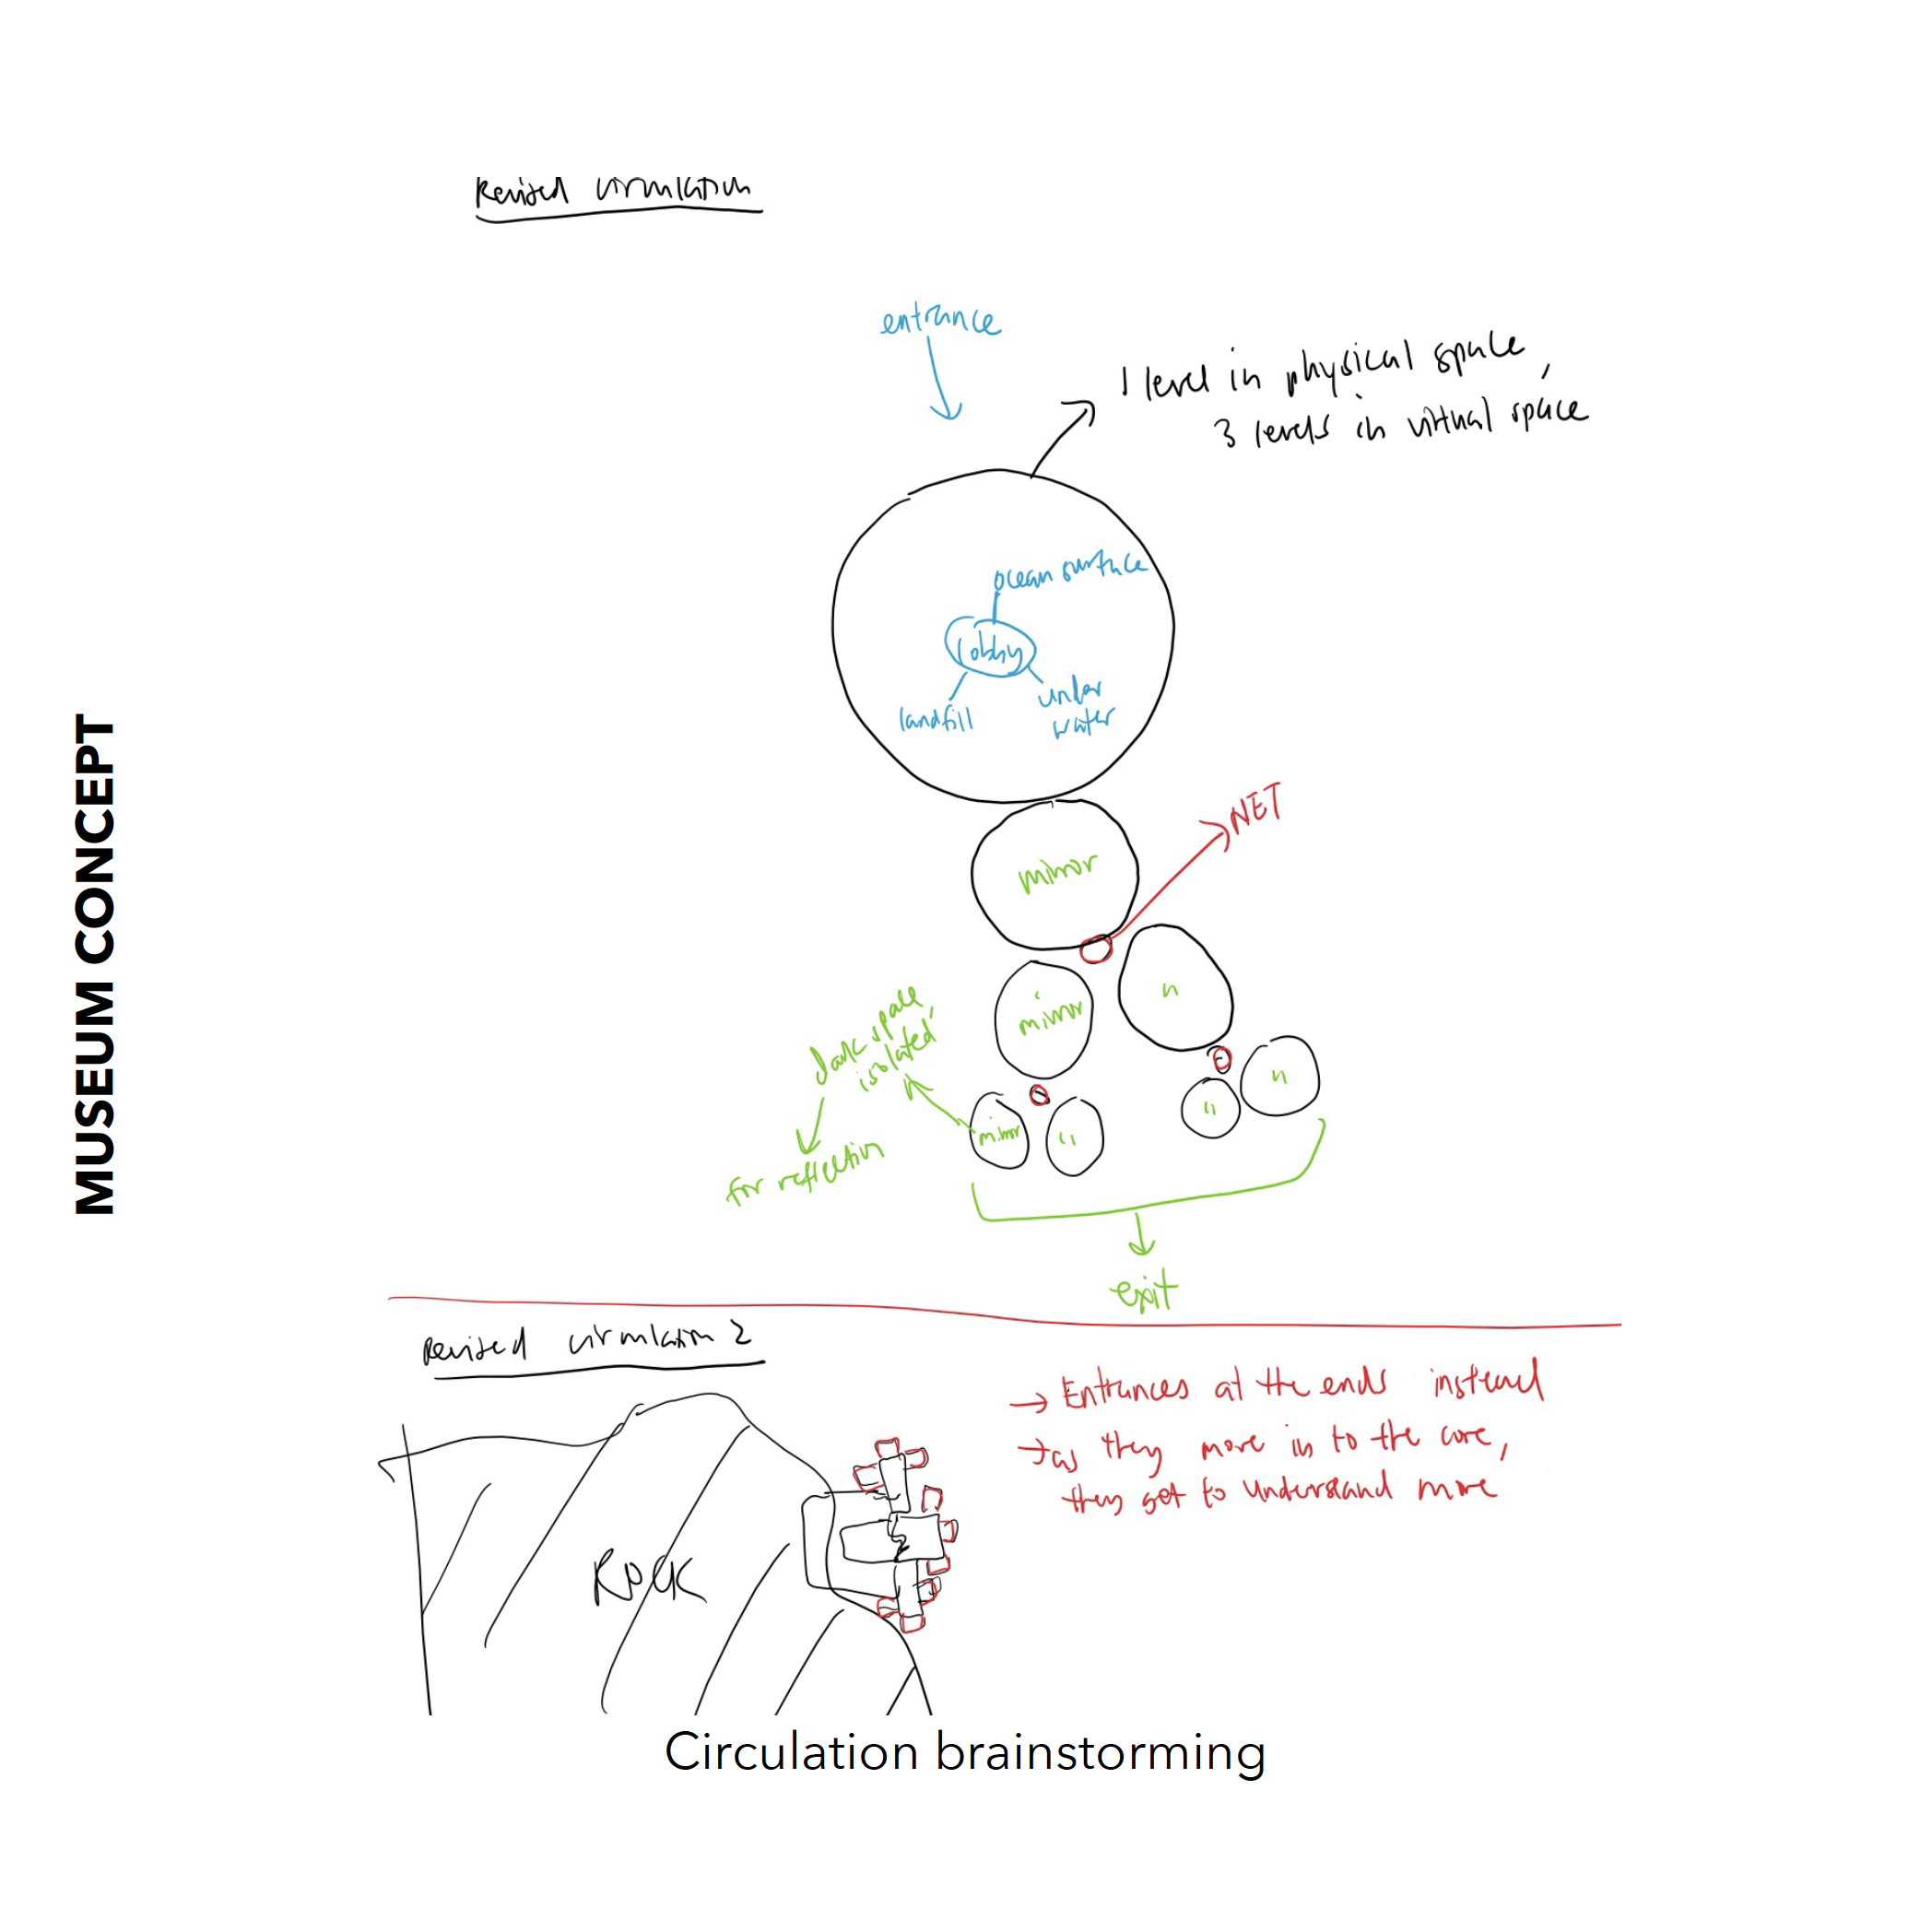 MUSEUM CONCEPT
Revised circulation
entrance
1 level in physical space,
3 levels in virtual space
ocean surface
lobby
landfill
under
water
NET
mirror
mirror
"
Dark space,
isolated
"
"
mirror
"
for reflection
exit
Revised circulation 2
→ Entrances at the ends instead
→ as they move in to the core,
they get to understand more
ROCK
Circulation brainstorming